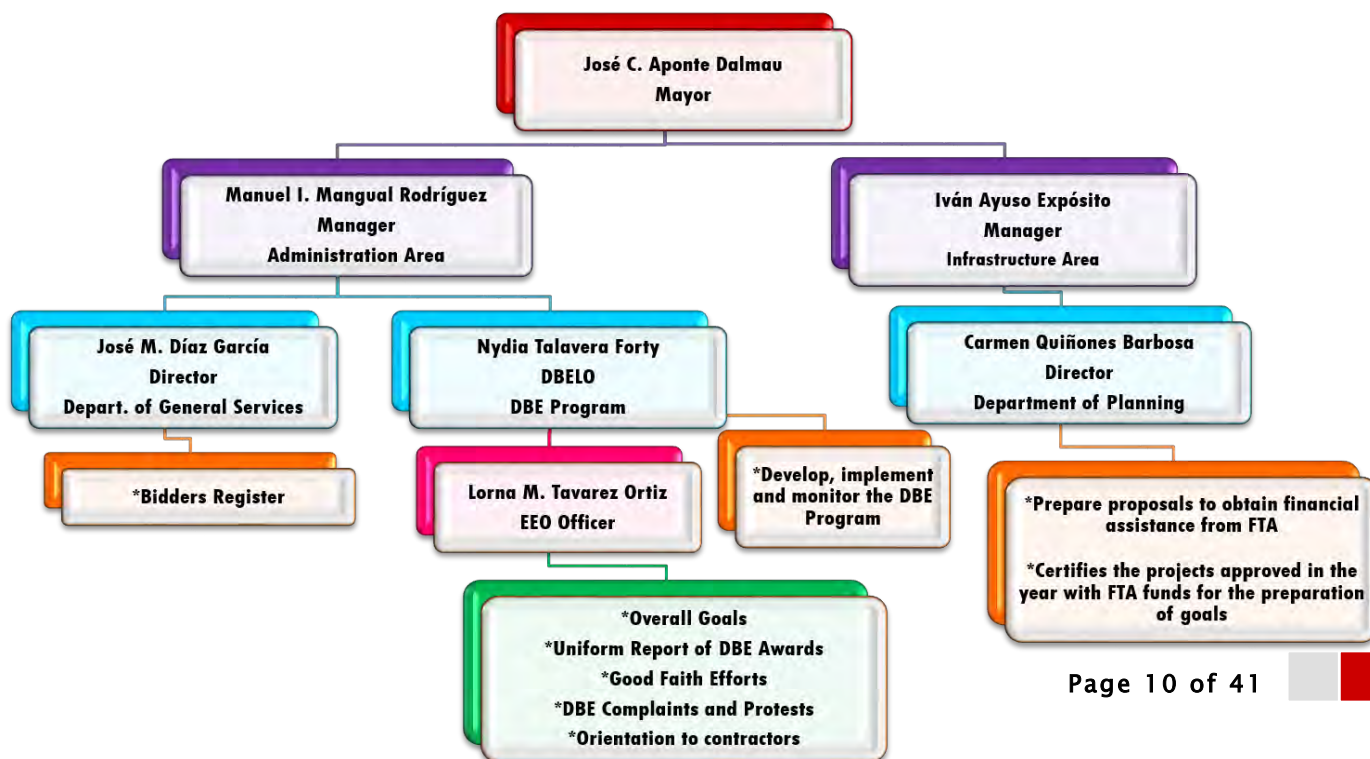 José C. Aponte Dalmau
Mayor
Manuel I. Mangual Rodríguez
Manager
Administration Area
Iván Ayuso Expósito
Manager
Infrastructure Area
José M. Díaz García
Director
Depart. of General Services
Nydia Talavera Forty
DBELO
DBE Program
Carmen Quiñones Barbosa
Director
Department of Planning
*Bidders Register
Lorna M. Tavarez Ortiz
EEO Officer
*Develop, implement
and monitor the DBE
Program
*Prepare proposals to obtain financial
assistance from FTA
*Certifies the projects approved in the
year with FTA funds for the preparation
of goals
*Overall Goals
*Uniform Report of DBE Awards
*Good Faith Efforts
*DBE Complaints and Protests
*Orientation to contractors
Page 10 of 41